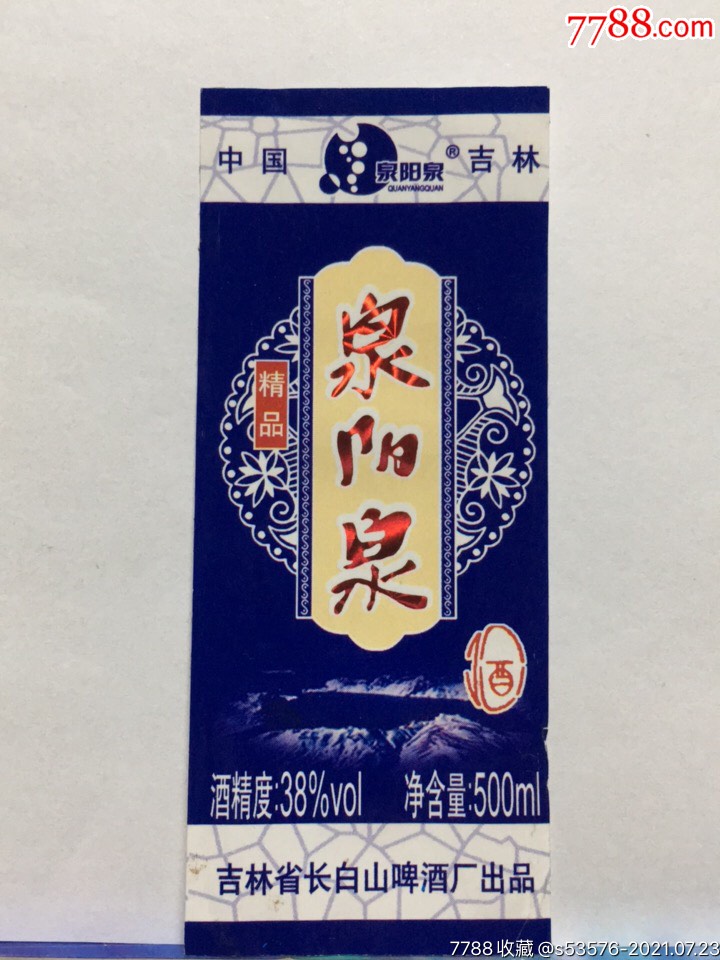 7788.com
中国 泉阳泉 ® 吉林
QUANYANGQUAN
精品
泉阳泉
酒
酒精度:38%vol 净含量:500ml
吉林省长白山啤酒厂出品
7788收藏@s53576-2021.07.23